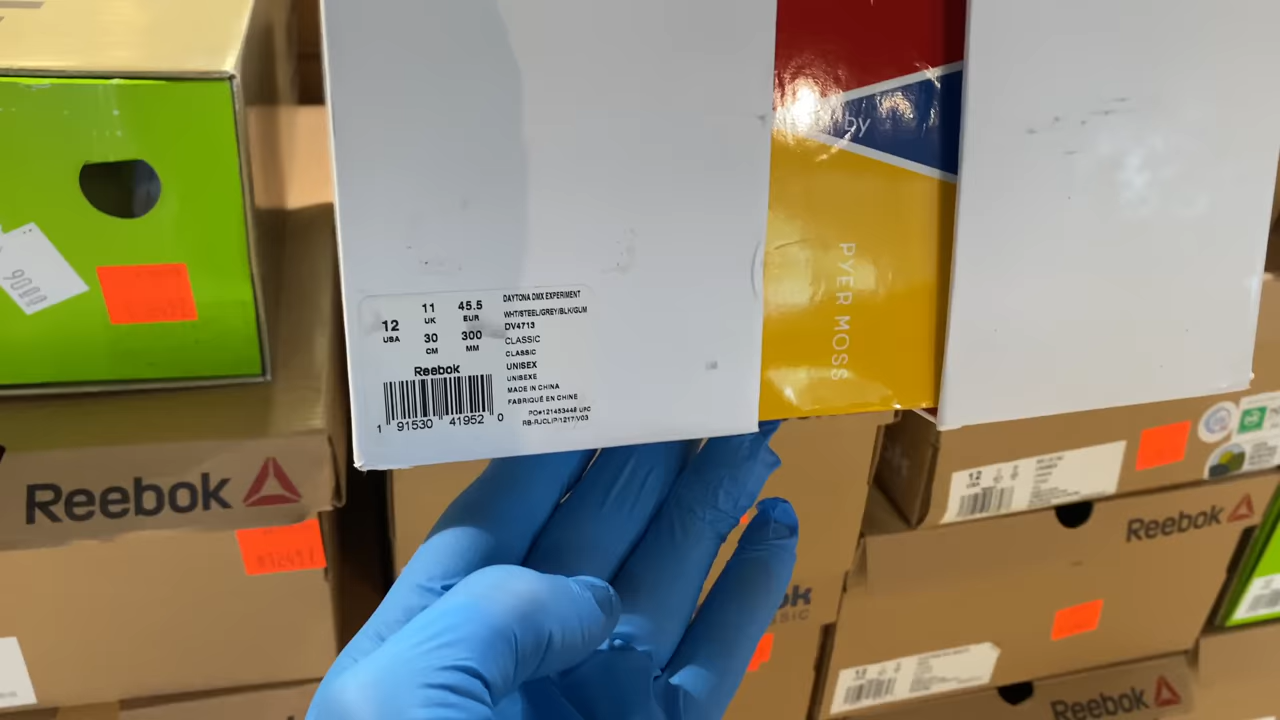 by
PYER MOSS
12
USA
11
UK
45.5
EUR
30
CM
300
MM
DAYTONA DMX EXPERIMENT
WHT/STEEL/GREY/BLK/GUM
DV4713
CLASSIC
CLASSIC
UNISEX
UNISEXE
MADE IN CHINA
FABRIQUÉ EN CHINE
PO#121453448 UPC
RB-RJCLIP/1217/V03
Reebok
1 91530 41952 0
Reebok
12
USA
Reebok
12
Reebok